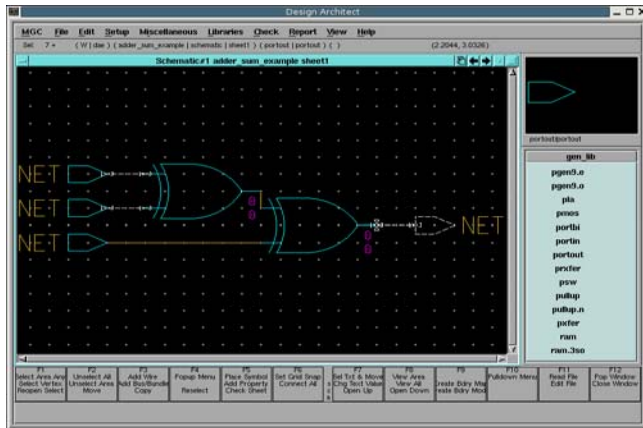 Design Architect
MGC File Edit Setup Miscellaneous Libraries Check Report View Help
Sel: 7 + ( W | dae ) ( adder_sum_example | schematic | sheet1 ) ( portout | portout ) ( ) (2.2044, 3.0326)
Schematic#1 adder_sum_example sheet1
portout/portout
gen_lib
pgen9.e
pgen9.o
pla
pmos
portbi
portin
portout
prxfer
psw
pullup
pullup.n
pxfer
ram
ram.3so
NET
NET
NET
NET
0
0
0
0
F1 F2 F3 F4 F5 F6 F7 F8 F9 F10 F11 F12
Select Area Any
Select Vertex
Reopen Select
Unselect All
Unselect Area
Move
Add Wire
Add Bus/Bundle
Copy
Popup Menu
Reselect
Place Symbol
Add Property
Check Sheet
Set Grid Snap
Connect All
Sel Txt & Move
Chg Text Value
Open Up
View Area
View All
Open Down
Pulldown Menu
Read File
Edit File
Pop Window
Close Window